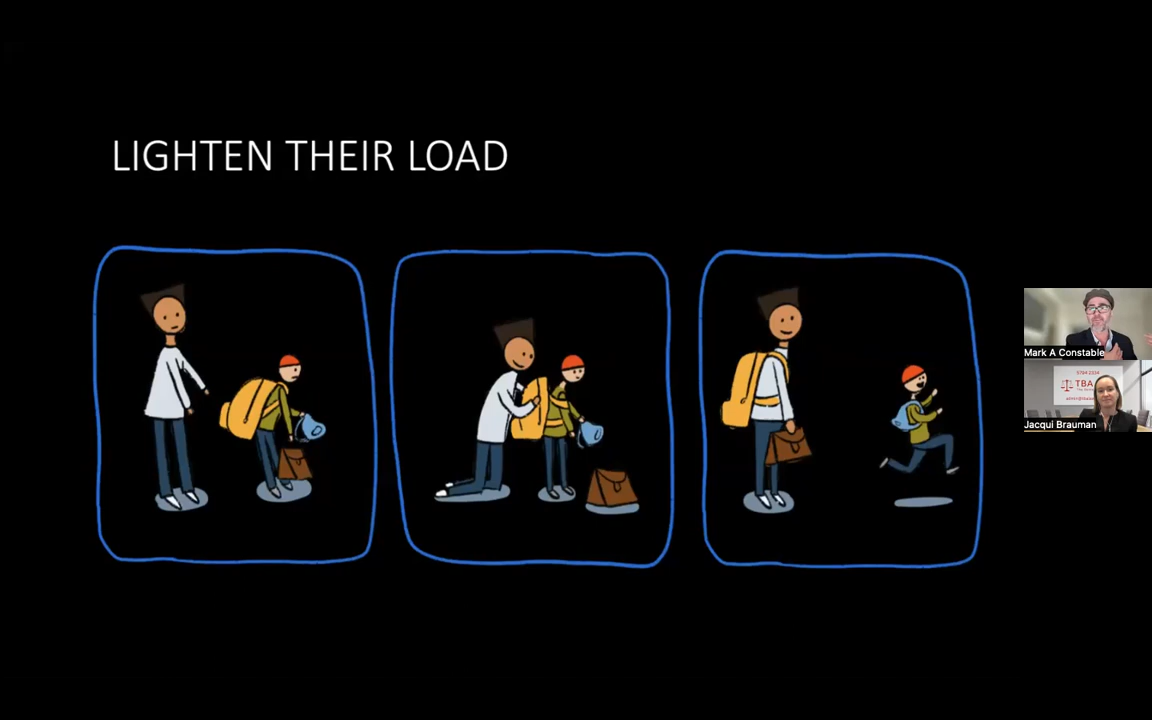 LIGHTEN THEIR LOAD
Mark A Constable
TBA
Jacqui Brauman